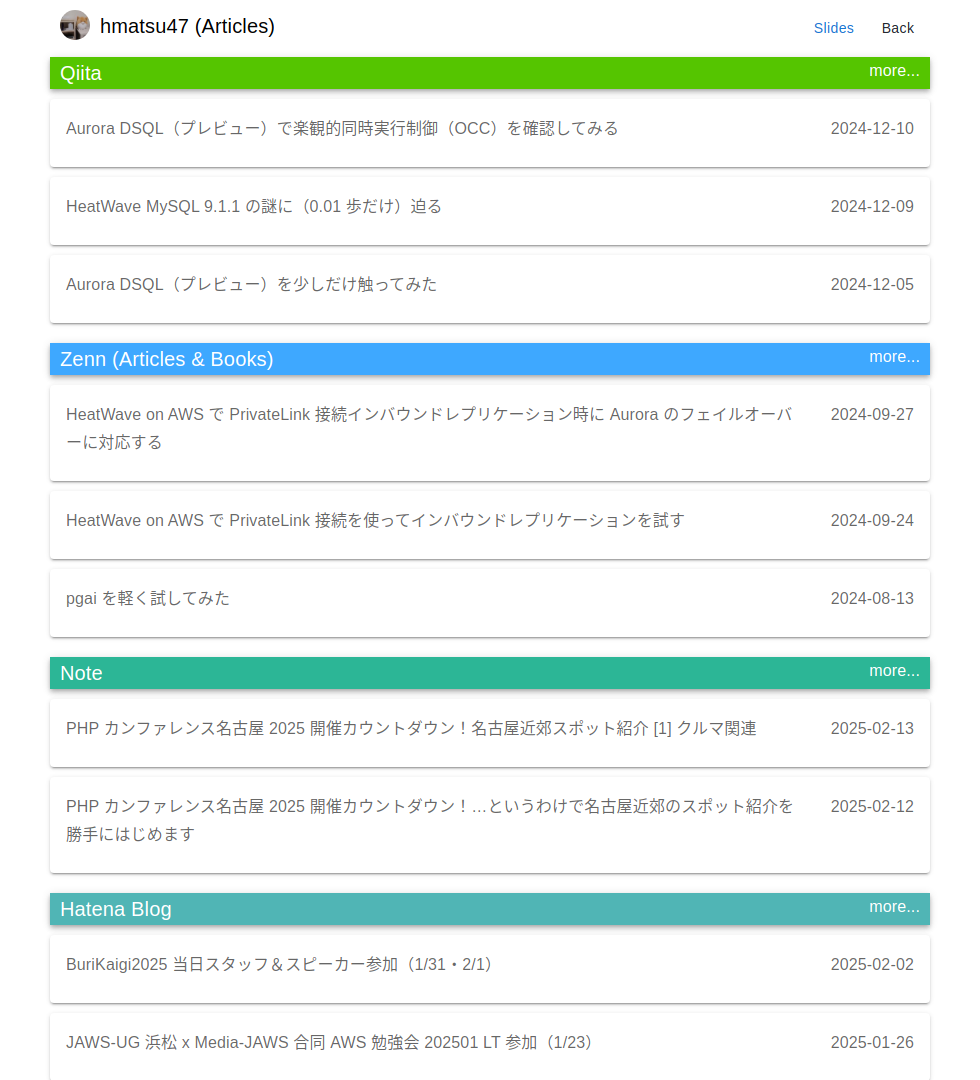 hmatsu47 (Articles)
Slides
Back
Qiita
more...
Aurora DSQL（プレビュー）で楽観的同時実行制御（OCC）を確認してみる
2024-12-10
HeatWave MySQL 9.1.1 の謎に（0.01 歩だけ）迫る
2024-12-09
Aurora DSQL（プレビュー）を少しだけ触ってみた
2024-12-05
Zenn (Articles & Books)
more...
HeatWave on AWS で PrivateLink 接続インバウンドレプリケーション時に Aurora のフェイルオーバ
ーに対応する
2024-09-27
HeatWave on AWS で PrivateLink 接続を使ってインバウンドレプリケーションを試す
2024-09-24
pgai を軽く試してみた
2024-08-13
Note
more...
PHP カンファレンス名古屋 2025 開催カウントダウン！名古屋近郊スポット紹介 [1] クルマ関連
2025-02-13
PHP カンファレンス名古屋 2025 開催カウントダウン！…というわけで名古屋近郊のスポット紹介を
勝手にはじめます
2025-02-12
Hatena Blog
more...
BuriKaigi2025 当日スタッフ＆スピーカー参加（1/31・2/1）
2025-02-02
JAWS-UG 浜松 x Media-JAWS 合同 AWS 勉強会 202501 LT 参加（1/23）
2025-01-26